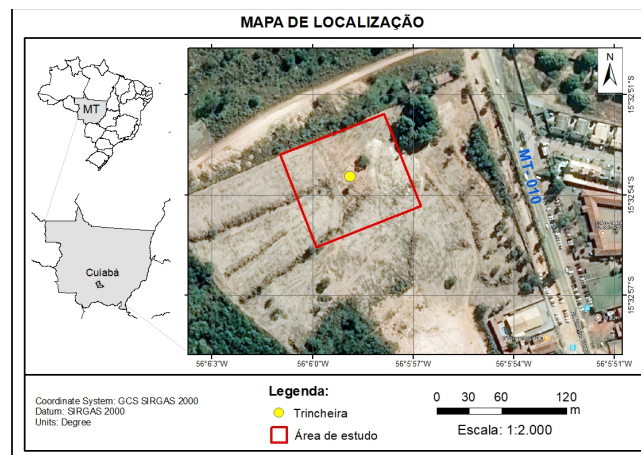 MAPA DE LOCALIZAÇÃO
MT
Cuiabá
N
MT- 010
15°32'51"S
15°32'54"S
15°32'57"S
56°6'3"W
56°6'0"W
56°5'57"W
56°5'54"W
56°5'51"W
Coordinate System: GCS SIRGAS 2000
Datum: SIRGAS 2000
Units: Degree
Legenda:
Trincheira
Área de estudo
0 30 60 120
m
Escala: 1:2.000